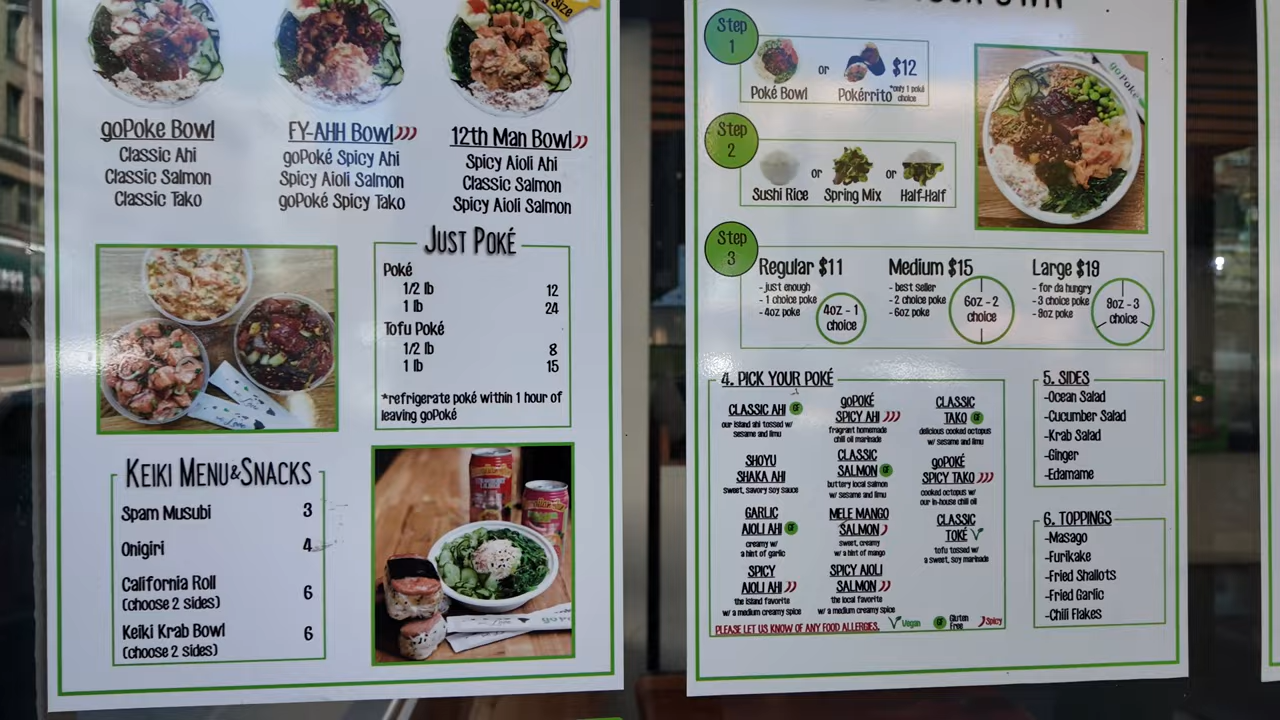 goPoke Bowl
Classic Ahi
Classic Salmon
Classic Tako
FY-AHH Bowl
goPoké Spicy Ahi
Spicy Aioli Salmon
goPoké Spicy Tako
Size
12th Man Bowl
Spicy Aioli Ahi
Classic Salmon
Spicy Aioli Salmon
JUST POKÉ
Poké
1/2 lb 12
1 lb 24
Tofu Poké
1/2 lb 8
1 lb 15
*refrigerate poké within 1 hour of
leaving goPoké
KEIKI MENU&SNACKS
Spam Musubi 3
Onigiri 4
California Roll
(choose 2 sides) 6
Keiki Krab Bowl
(choose 2 sides) 6
YOUR OWN
Step
1
Poké Bowl
or
Pokérrito
$12
*only 1 poké
choice
go Poke
Step
2
Sushi Rice
or
Spring Mix
or
Half-Half
Step
3
Regular $11
- just enough
- 1 choice poke
- 4oz poke
4oz - 1
choice
Medium $15
- best seller
- 2 choice poke
- 6oz poke
6oz - 2
choice
Large $19
- for da hungry
- 3 choice poke
- 9oz poke
9oz - 3
choice
4. PICK YOUR POKÉ
CLASSIC AHI GF
our island ahi tossed w/
sesame and limu
SHOYU
SHAKA AHI
sweet, savory soy sauce
GARLIC
AIOLI AHI GF
creamy w/
a hint of garlic
SPICY
AIOLI AHI
the island favorite
w/ a medium creamy spice
goPOKÉ
SPICY AHI
fragrant homemade
chili oil marinade
CLASSIC
SALMON GF
buttery local salmon
w/ sesame and limu
MELE MANGO
SALMON
sweet, creamy
w/ a hint of mango
SPICY AIOLI
SALMON
the local favorite
w/ a medium creamy spice
CLASSIC
TAKO GF
delicious cooked octopus
w/ sesame and limu
goPOKÉ
SPICY TAKO
cooked octopus w/
our in-house chili oil
CLASSIC
TOKÉ
tofu tossed w/
a sweet, soy marinade
PLEASE LET US KNOW OF ANY FOOD ALLERGIES.
Vegan
GF Gluten
Free
Spicy
5. SIDES
-Ocean Salad
-Cucumber Salad
-Krab Salad
-Ginger
-Edamame
6. TOPPINGS
-Masago
-Furikake
-Fried Shallots
-Fried Garlic
-Chili Flakes